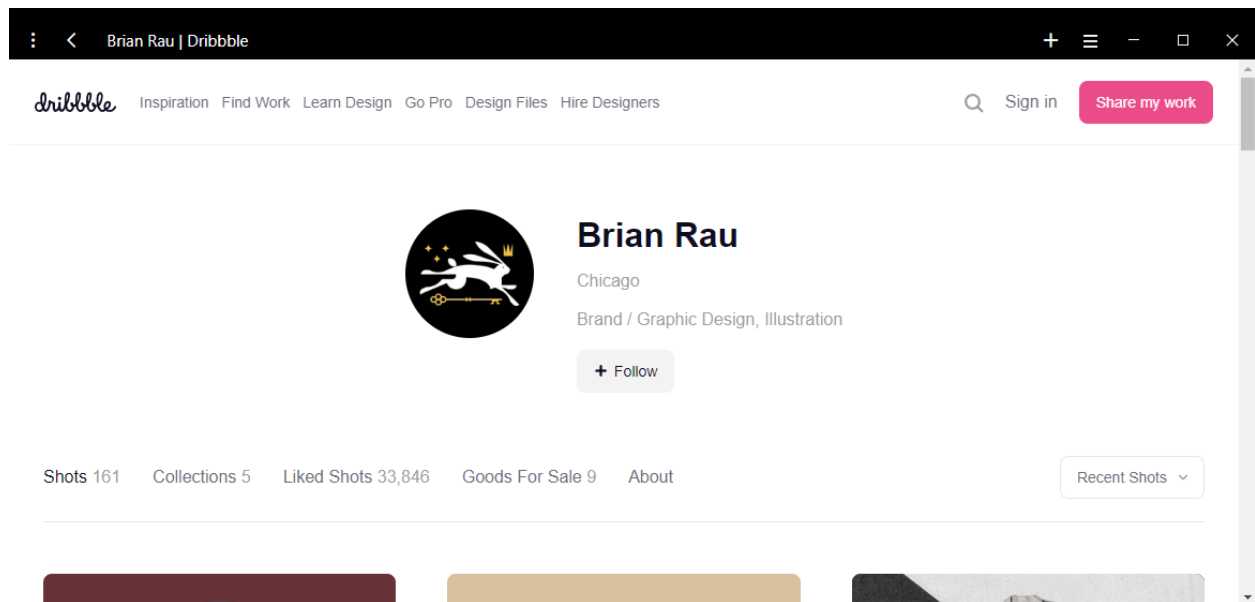 Brian Rau | Dribbble
dribbble Inspiration Find Work Learn Design Go Pro Design Files Hire Designers Sign in Share my work
Brian Rau
Chicago
Brand / Graphic Design, Illustration
+ Follow
Shots 161 Collections 5 Liked Shots 33,846 Goods For Sale 9 About Recent Shots